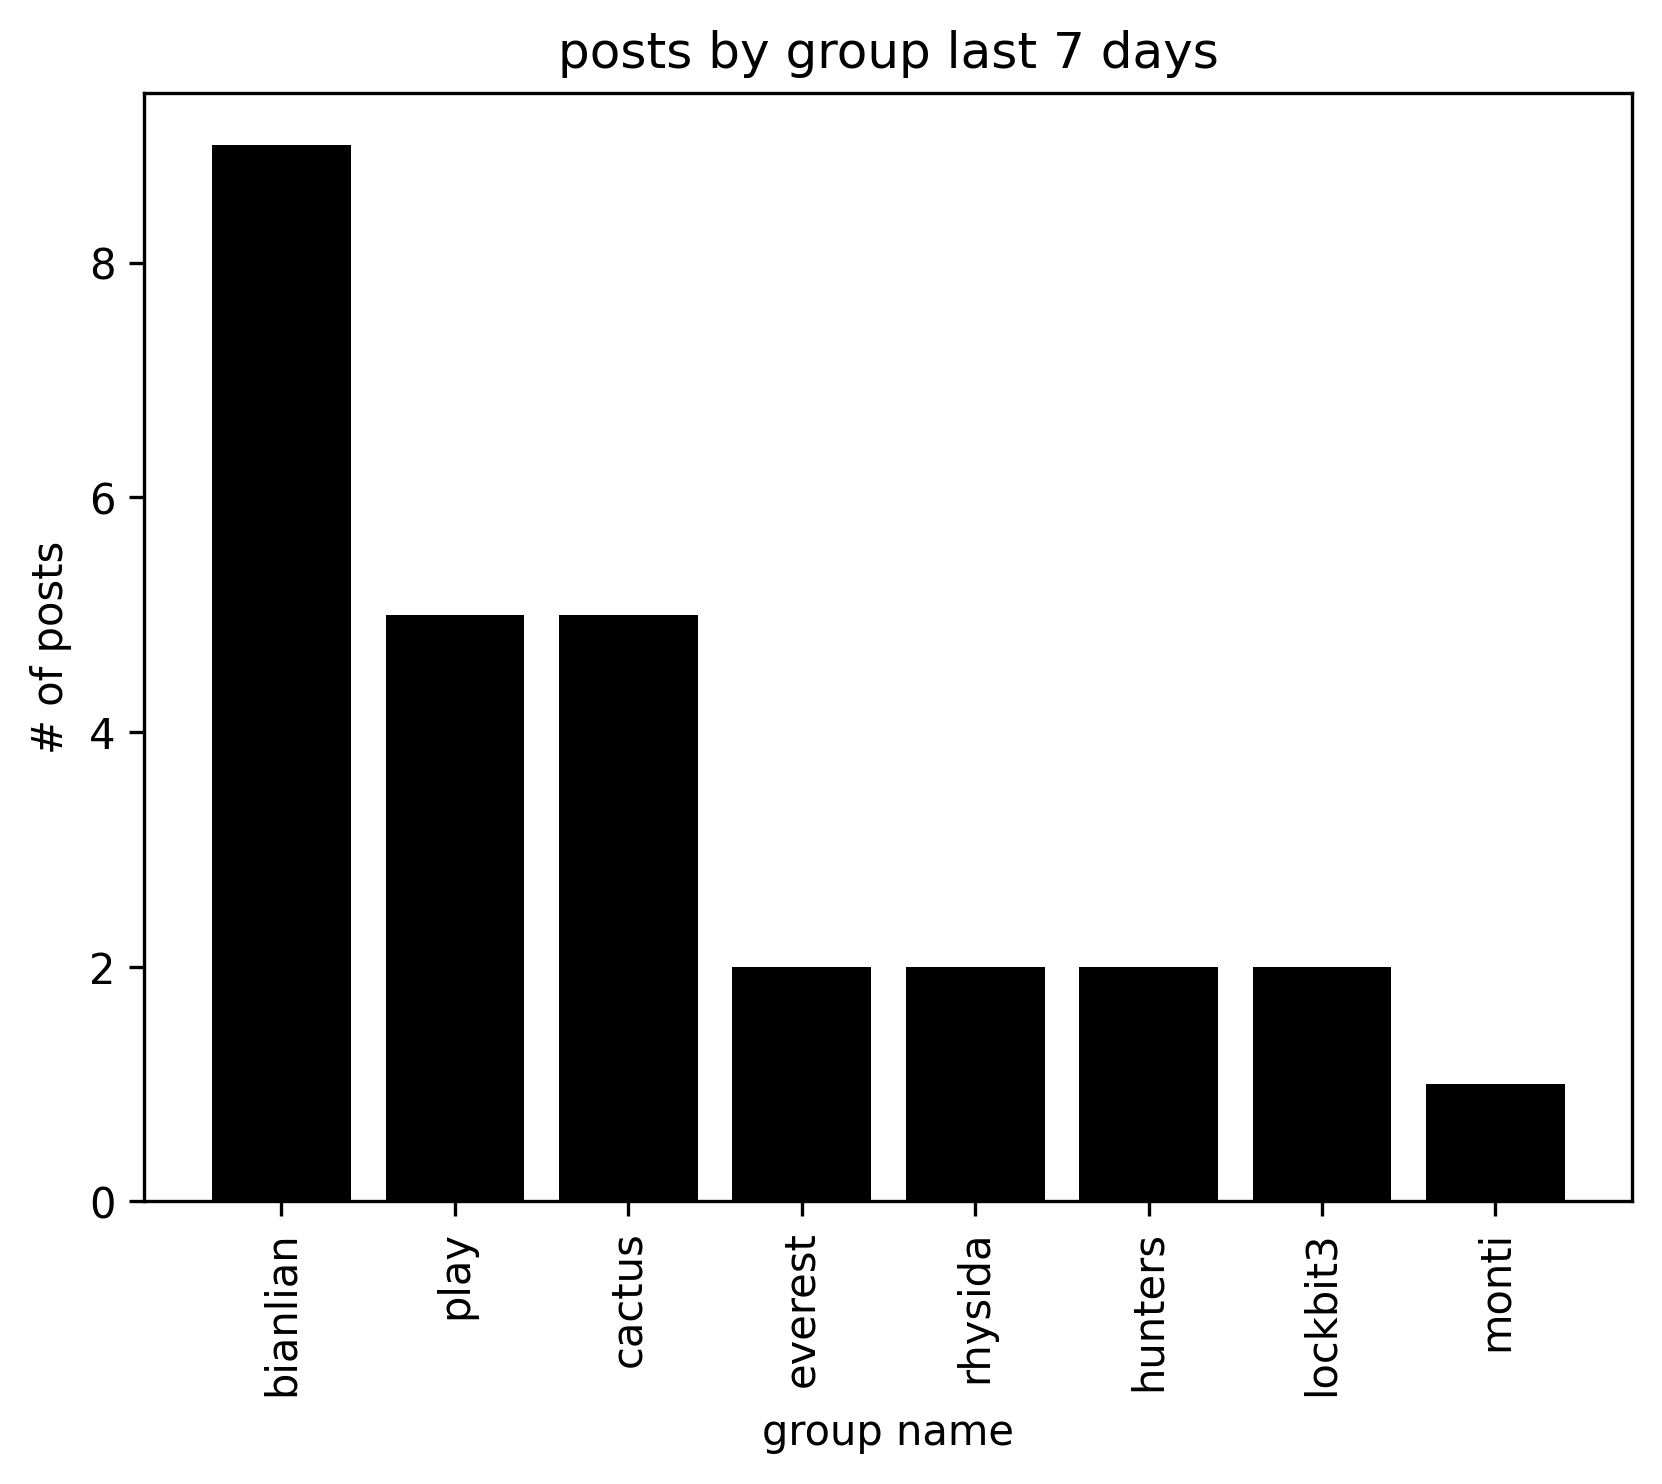 posts by group last 7 days
# of posts
8
6
4
2
0
bianlian
play
cactus
everest
rhysida
hunters
lockbit3
monti
group name